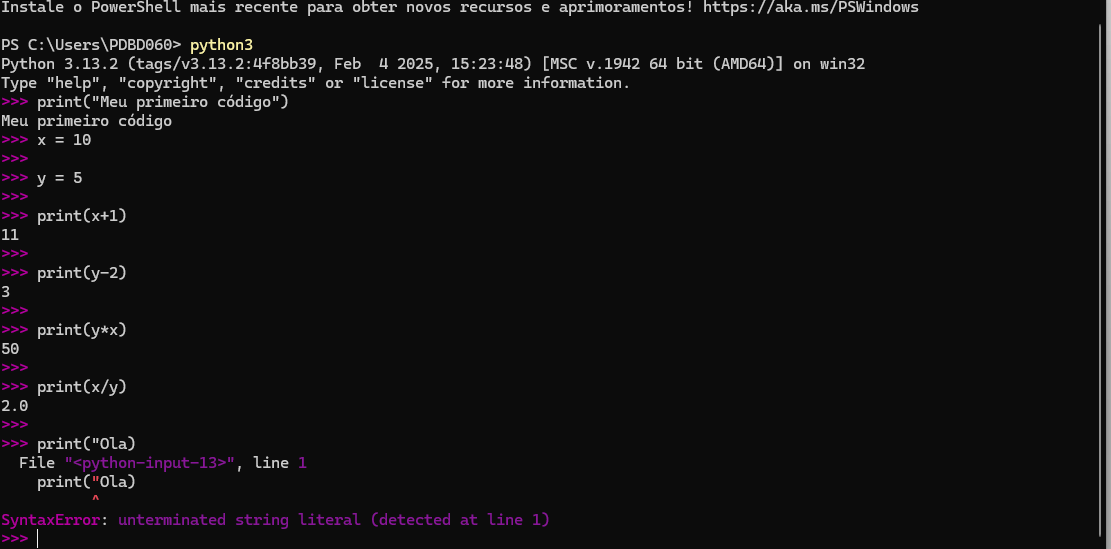 Instale o PowerShell mais recente para obter novos recursos e aprimoramentos! https://aka.ms/PSWindows
PS C:\Users\PDBD060> python3
Python 3.13.2 (tags/v3.13.2:4f8bb39, Feb  4 2025, 15:23:48) [MSC v.1942 64 bit (AMD64)] on win32
Type "help", "copyright", "credits" or "license" for more information.
>>> print("Meu primeiro código")
Meu primeiro código
>>> x = 10
>>>
>>> y = 5
>>>
>>> print(x+1)
11
>>>
>>> print(y-2)
3
>>>
>>> print(y*x)
50
>>>
>>> print(x/y)
2.0
>>>
>>> print("Ola)
  File "<python-input-13>", line 1
    print("Ola)
          ^
SyntaxError: unterminated string literal (detected at line 1)
>>>